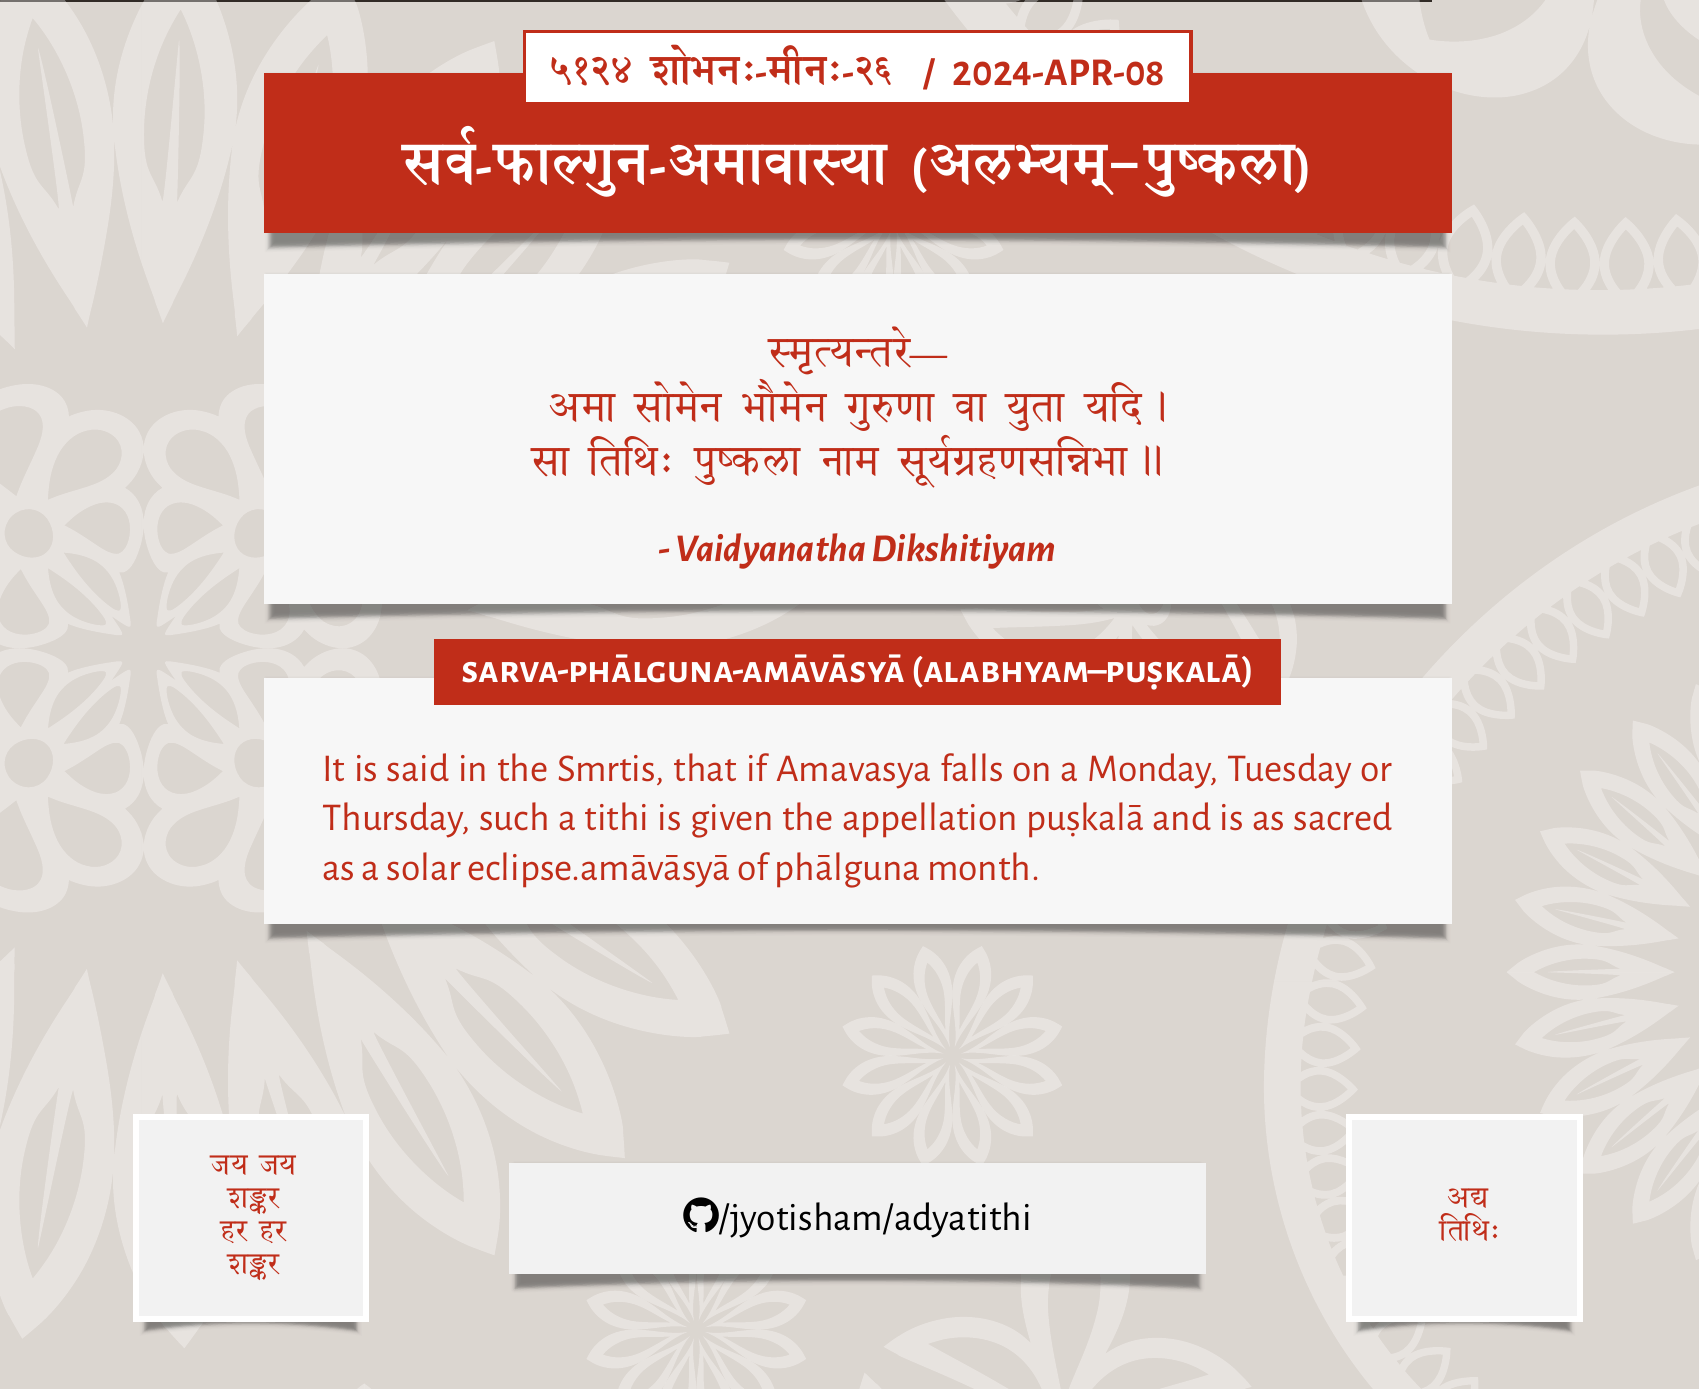 ५१२४ शोभनः-मीनः-२६ / 2024-APR-08
सर्व-फाल्गुन-अमावास्या (अलभ्यम्–पुष्कला)
स्मृत्यन्तरे—
अमा सोमेन भौमेन गुरुणा वा युता यदि।
सा तिथिः पुष्कला नाम सूर्यग्रहणसन्निभा॥
- Vaidyanatha Dikshitiyam
SARVA-PHĀLGUNA-AMĀVĀSYĀ (ALABHYAM–PUṢKALĀ)
It is said in the Smrtis, that if Amavasya falls on a Monday, Tuesday or
Thursday, such a tithi is given the appellation puṣkalā and is as sacred
as a solar eclipse.amāvāsyā of phālguna month.
जय जय
शङ्कर
हर हर
शङ्कर
/jyotisham/adyatithi
अद्य
तिथिः